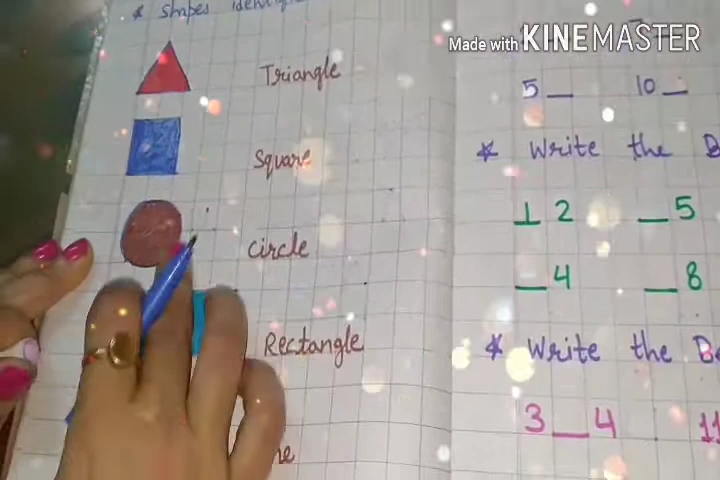 * Shapes
Triangle
Square
Circle
Rectangle
Made with KINEMASTER
5 __ 10 __
* Write the
1 2 __ 5
__ 4 __ 8
* Write the
3 __ 4 11